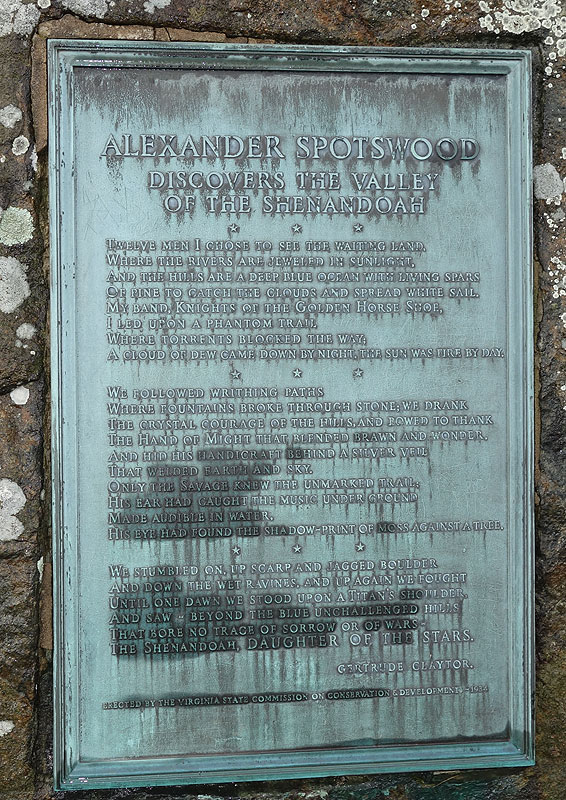 ALEXANDER SPOTSWOOD
DISCOVERS THE VALLEY
OF THE SHENANDOAH
TWELVE MEN I CHOSE TO SEE THE WAITING LAND,
WHERE THE RIVERS ARE JEWELED IN SUNLIGHT,
AND THE HILLS ARE A DEEP BLUE OCEAN WITH LIVING SPARS
OF PINE TO CATCH THE CLOUDS AND SPREAD WHITE SAIL.
MY BAND, KNIGHTS OF THE GOLDEN HORSE SHOE,
I LED UPON A PHANTOM TRAIL
WHERE TORRENTS BLOCKED THE WAY;
A CLOUD OF DEW CAME DOWN BY NIGHT, THE SUN WAS FIRE BY DAY.
WE FOLLOWED WRITHING PATHS
WHERE FOUNTAINS BROKE THROUGH STONE; WE DRANK
THE CRYSTAL COURAGE OF THE HILLS, AND BOWED TO THANK
THE HAND OF MIGHT THAT BLENDED BRAWN AND WONDER,
AND HID HIS HANDICRAFT BEHIND A SILVER VEIL
THAT WELDED EARTH AND SKY.
ONLY THE SAVAGE KNEW THE UNMARKED TRAIL;
HIS EAR HAD CAUGHT THE MUSIC UNDER GROUND
MADE AUDIBLE IN WATER,
HIS EYE HAD FOUND THE SHADOW-PRINT OF MOSS AGAINST A TREE.
WE STUMBLED ON, UP SCARP AND JAGGED BOULDER
AND DOWN THE WET RAVINES, AND UP AGAIN WE FOUGHT
UNTIL ONE DAWN WE STOOD UPON A TITAN'S SHOULDER,
AND SAW - BEYOND THE BLUE UNCHALLENGED HILLS
THAT BORE NO TRACE OF SORROW OR OF WARS -
THE SHENANDOAH, DAUGHTER OF THE STARS.
GERTRUDE CLAYTOR.
ERECTED BY THE VIRGINIA STATE COMMISSION ON CONSERVATION & DEVELOPMENT -